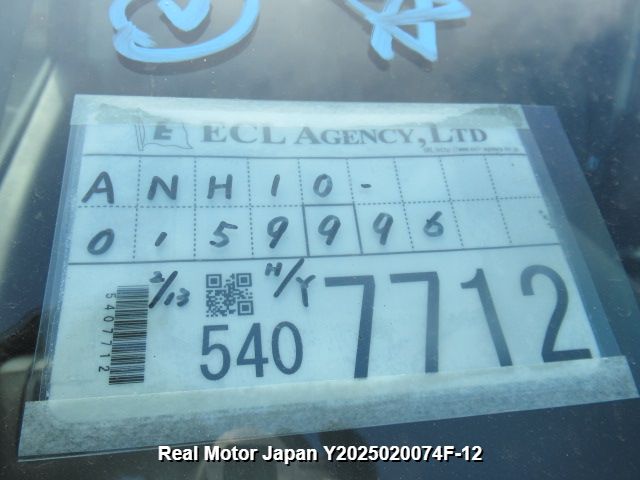 E ECL AGENCY, LTD
ANH10-
0159996
2/13
H/Y
5407712
540 7712
Real Motor Japan Y2025020074F-12